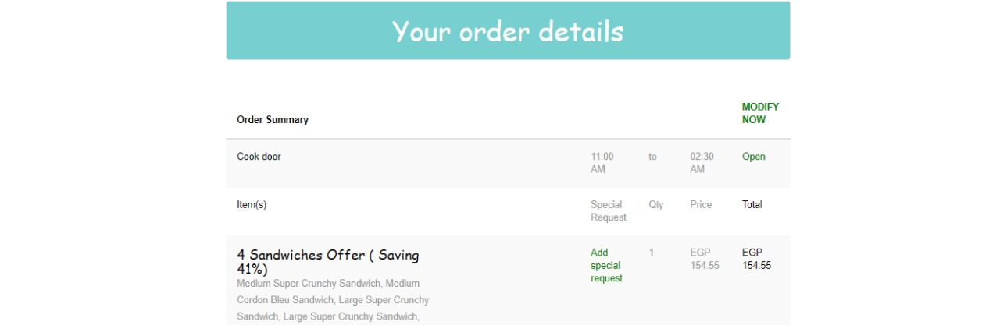 Your order details
MODIFY
NOW
Order Summary
Cook door 11:00 to 02:30 Open
AM AM
Item(s) Special Qty Price Total
Request
4 Sandwiches Offer ( Saving Add 1 EGP EGP
41%) special 154.55 154.55
request
Medium Super Crunchy Sandwich, Medium
Cordon Bleu Sandwich, Large Super Crunchy
Sandwich, Large Super Crunchy Sandwich,